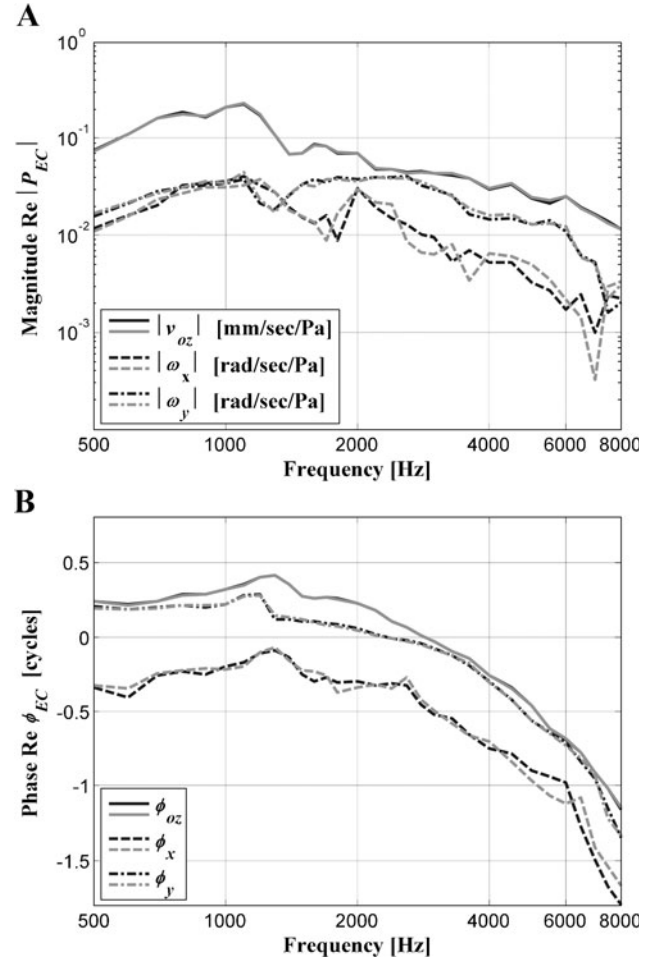 A
Magnitude Re |P_EC|
10^0
10^-1
10^-2
10^-3
|v_oz| [mm/sec/Pa]
|ω_x| [rad/sec/Pa]
|ω_y| [rad/sec/Pa]
500 1000 2000 4000 6000 8000
Frequency [Hz]
B
Phase Re ϕ_EC [cycles]
0.5
0
-0.5
-1
-1.5
ϕ_oz
ϕ_x
ϕ_y
500 1000 2000 4000 6000 8000
Frequency [Hz]